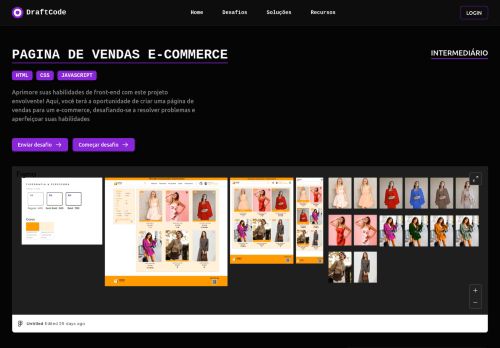 DraftCode
Home
Desafios
Soluções
Recursos
LOGIN
PAGINA DE VENDAS E-COMMERCE
INTERMEDIÁRIO
HTML
CSS
JAVASCRIPT
Aprimore suas habilidades de front-end com este projeto
envolvente! Aqui, você terá a oportunidade de criar uma página de
vendas para um e-commerce, desafiando-se a resolver problemas e
aperfeiçoar suas habilidades
Enviar desafio
Começar desafio
Untitled Edited 29 days ago